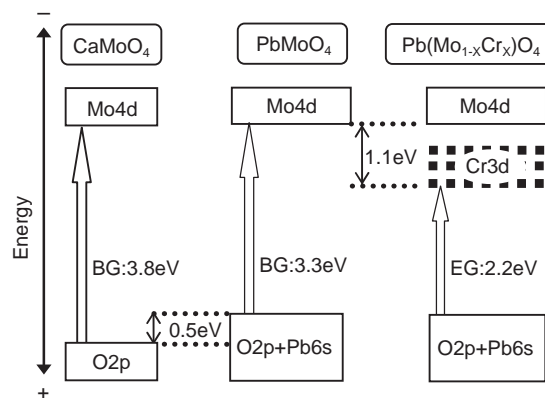 −
CaMoO₄ PbMoO₄ Pb(Mo₁₋ₓCrₓ)O₄
Mo4d Mo4d Mo4d
1.1eV Cr3d
Energy
BG:3.8eV BG:3.3eV EG:2.2eV
0.5eV
O2p O2p+Pb6s O2p+Pb6s
+